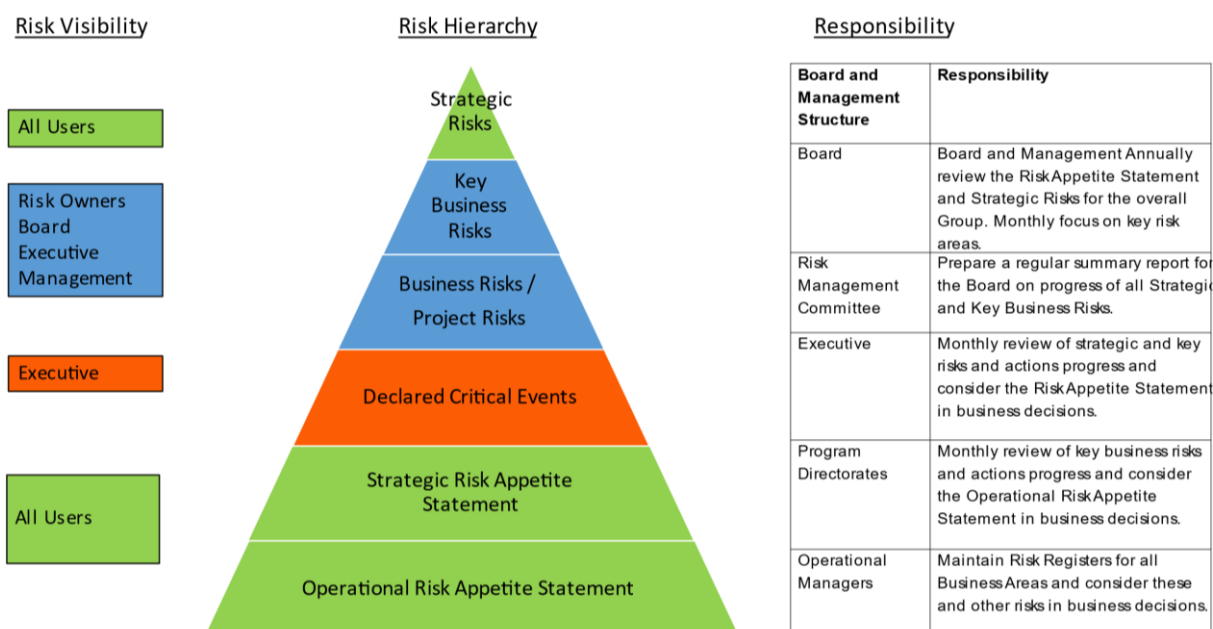 Risk Visibility
All Users
Risk Owners
Board
Executive
Management
Executive
All Users
Risk Hierarchy
Strategic
Risks
Key
Business
Risks
Business Risks /
Project Risks
Declared Critical Events
Strategic Risk Appetite
Statement
Operational Risk Appetite Statement
Responsibility
Board and
Management
Structure
Responsibility
Board
Board and Management Annually
review the Risk Appetite Statement
and Strategic Risks for the overall
Group. Monthly focus on key risk
areas.
Risk
Management
Committee
Prepare a regular summary report for
the Board on progress of all Strategic
and Key Business Risks.
Executive
Monthly review of strategic and key
risks and actions progress and
consider the Risk Appetite Statement
in business decisions.
Program
Directorates
Monthly review of key business risks
and actions progress and consider
the Operational Risk Appetite
Statement in business decisions.
Operational
Managers
Maintain Risk Registers for all
Business Areas and consider these
and other risks in business decisions.